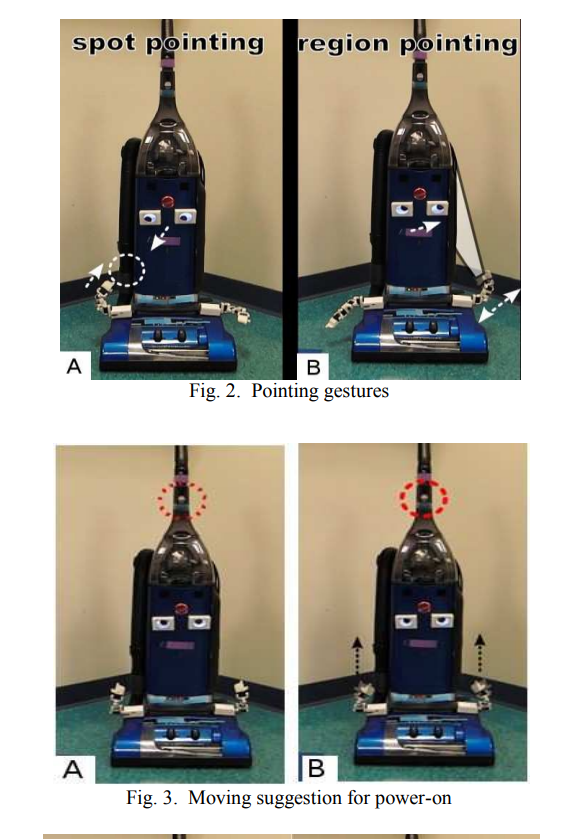 spot pointing
region pointing
A
B
Fig. 2. Pointing gestures
A
B
Fig. 3. Moving suggestion for power-on